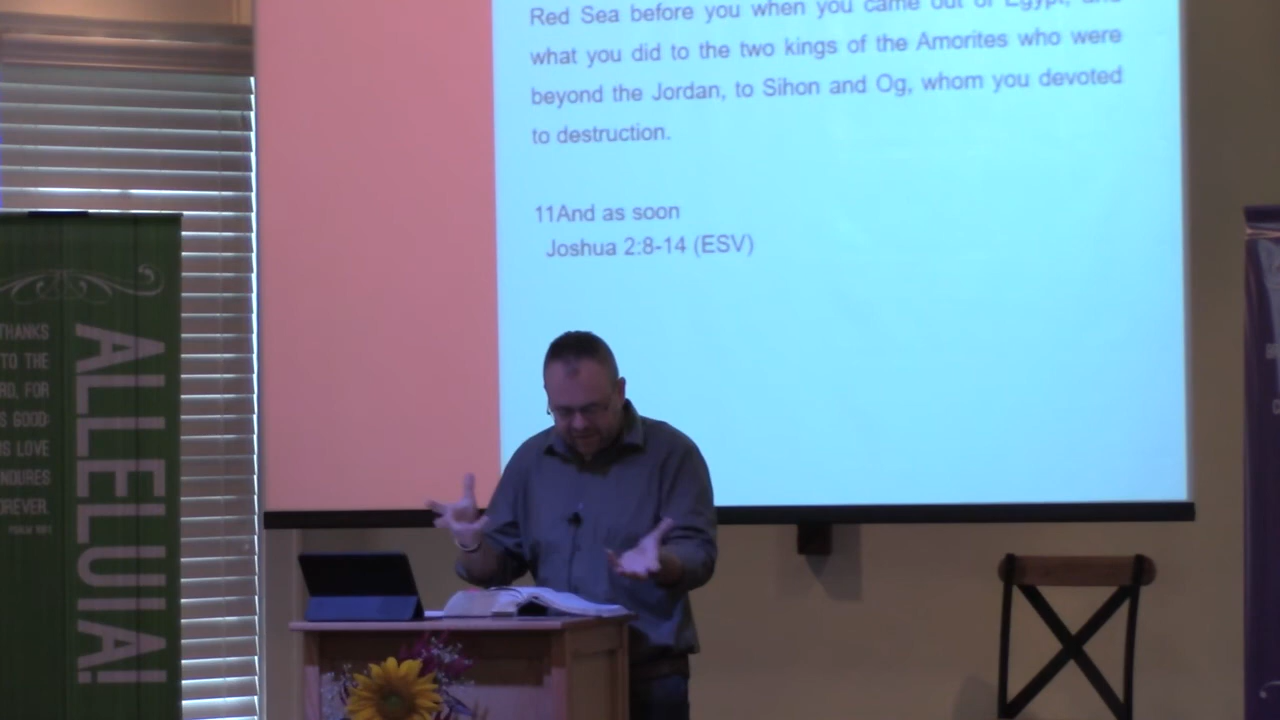 Red Sea before you when you came out of Egypt, and
what you did to the two kings of the Amorites who were
beyond the Jordan, to Sihon and Og, whom you devoted
to destruction.
11And as soon
Joshua 2:8-14 (ESV)
THANKS
TO THE
RD, FOR
S GOOD:
IS LOVE
NDURES
OREVER.
ALLELUIA!